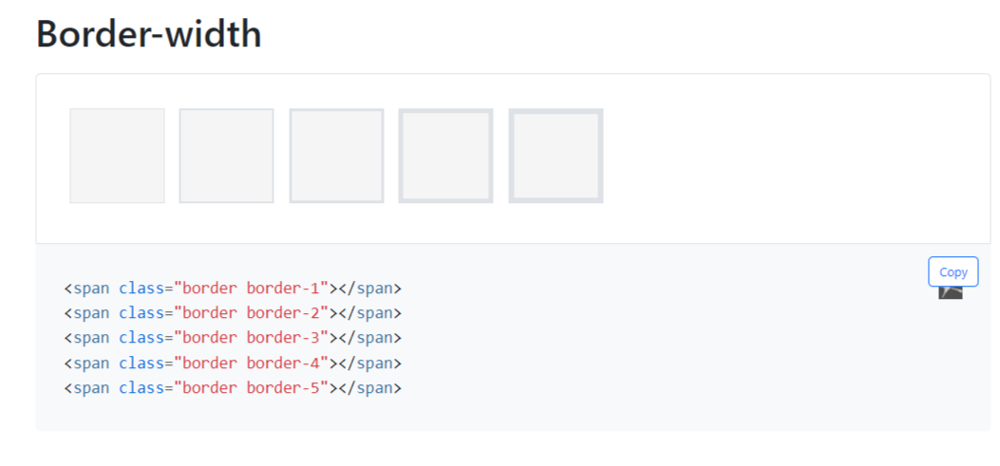 Border-width
Copy
<span class="border border-1"></span>
<span class="border border-2"></span>
<span class="border border-3"></span>
<span class="border border-4"></span>
<span class="border border-5"></span>